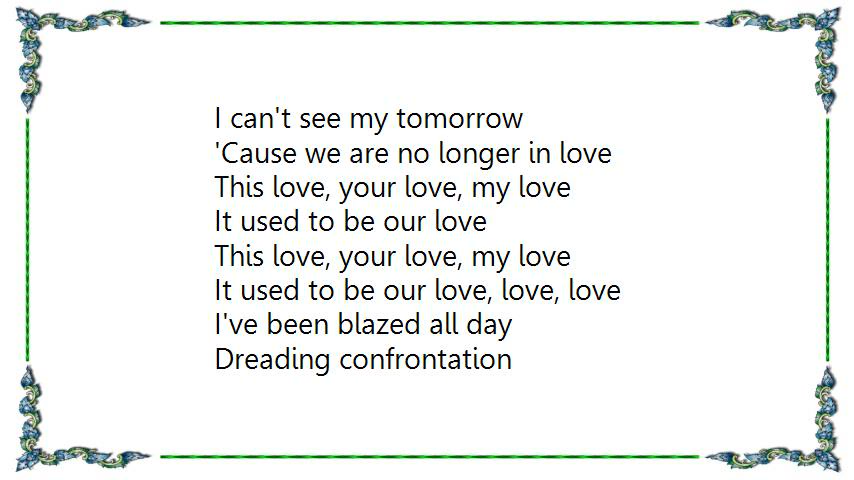 I can't see my tomorrow
'Cause we are no longer in love
This love, your love, my love
It used to be our love
This love, your love, my love
It used to be our love, love, love
I've been blazed all day
Dreading confrontation